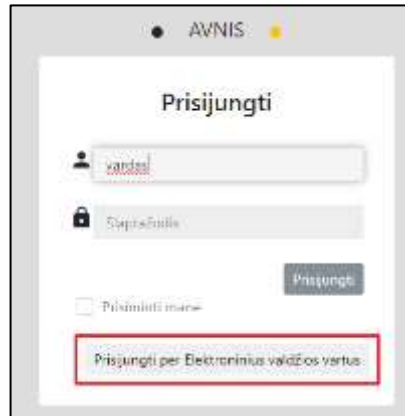 AVNIS
Prisijungti
vardas
Slaptažodis
Prisijungti
Prisiminti mane
Prisijungti per Elektroninius valdžios vartus